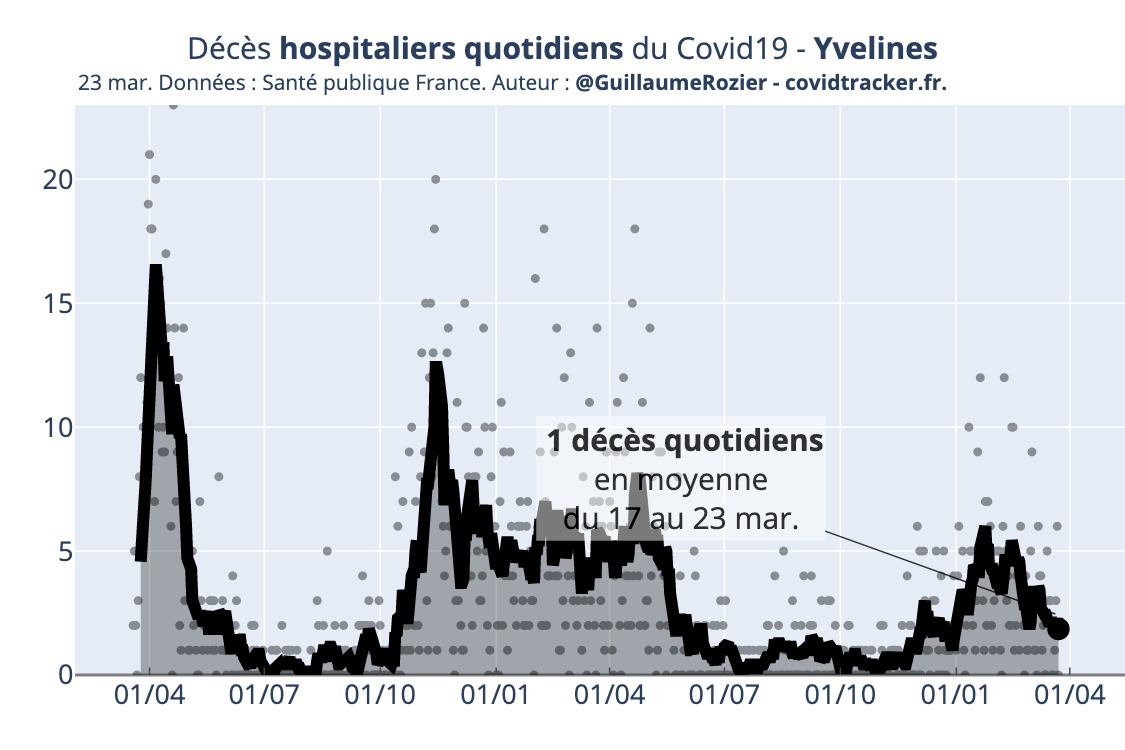 Décès hospitaliers quotidiens du Covid19 - Yvelines
23 mar. Données : Santé publique France. Auteur : @GuillaumeRozier - covidtracker.fr.
20
15
10
5
0
1 décès quotidiens
en moyenne
du 17 au 23 mar.
01/04 01/07 01/10 01/01 01/04 01/07 01/10 01/01 01/04